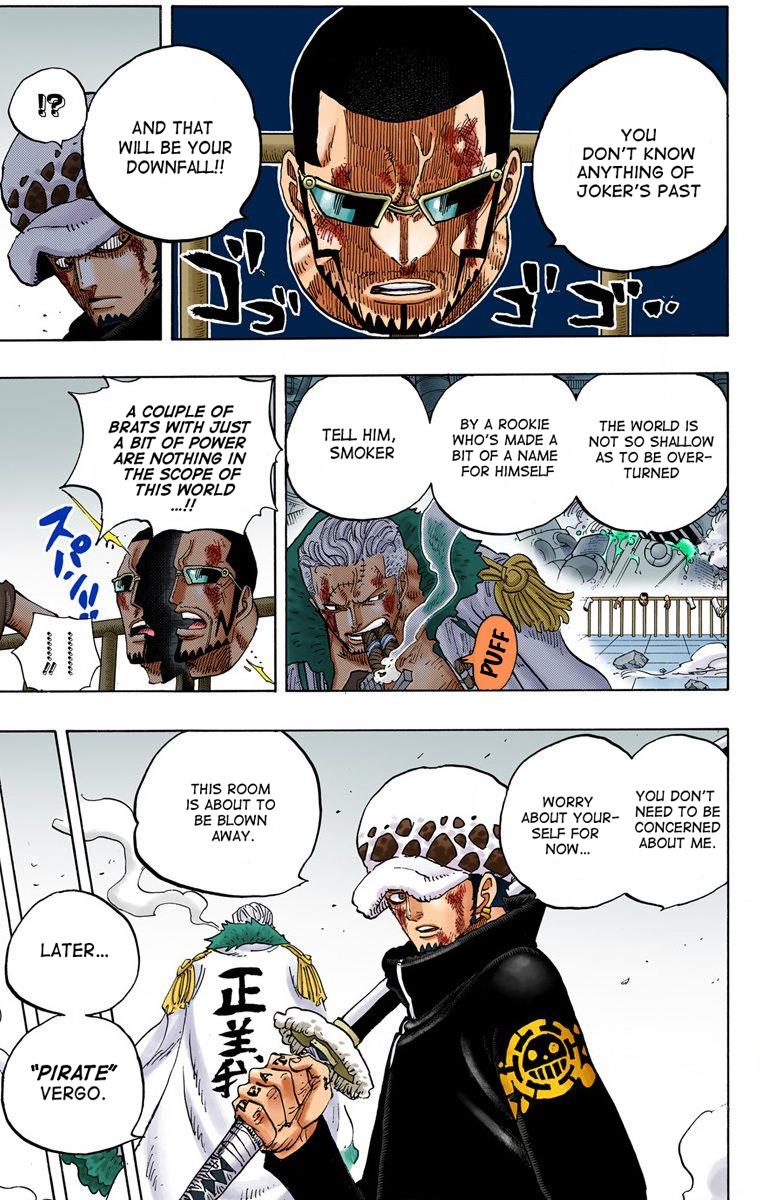 YOU
DON'T KNOW
ANYTHING OF
JOKER'S PAST
AND THAT
WILL BE YOUR
DOWNFALL!!
!?
ゴゴ
ゴゴ...
THE WORLD IS
NOT SO SHALLOW
AS TO BE OVER-
TURNED
BY A ROOKIE
WHO'S MADE A
BIT OF A NAME
FOR HIMSELF
TELL HIM,
SMOKER
PUFF
A COUPLE OF
BRATS WITH JUST
A BIT OF POWER
ARE NOTHING IN
THE SCOPE OF
THIS WORLD
...!!
スパッ!!
YOU DON'T
NEED TO BE
CONCERNED
ABOUT ME.
WORRY
ABOUT YOUR-
SELF FOR
NOW...
THIS ROOM
IS ABOUT TO
BE BLOWN
AWAY.
正義
LATER...
"PIRATE"
VERGO.